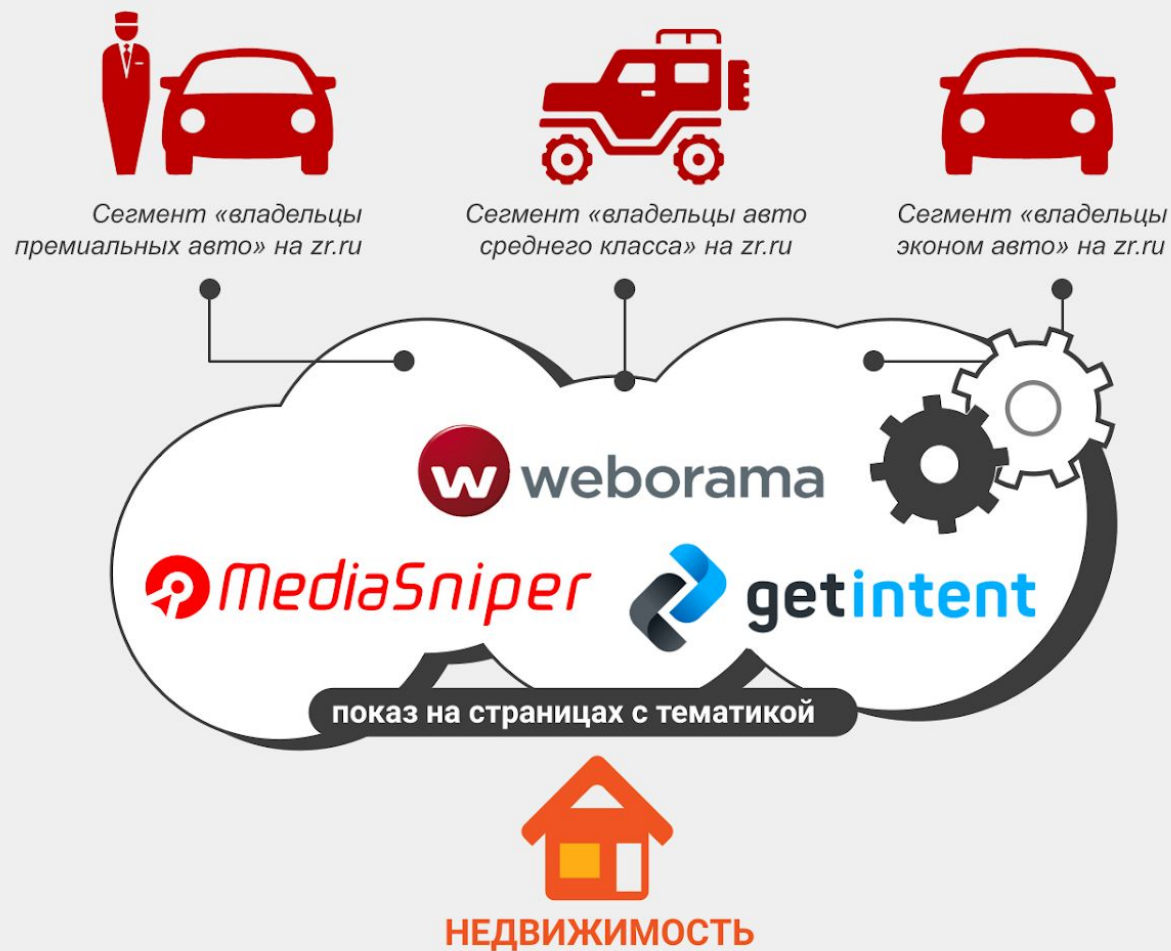 Сегмент «владельцы
премиальных авто» на zr.ru
Сегмент «владельцы авто
среднего класса» на zr.ru
Сегмент «владельцы
эконом авто» на zr.ru
w weborama
MediaSniper
getintent
показ на страницах с тематикой
НЕДВИЖИМОСТЬ